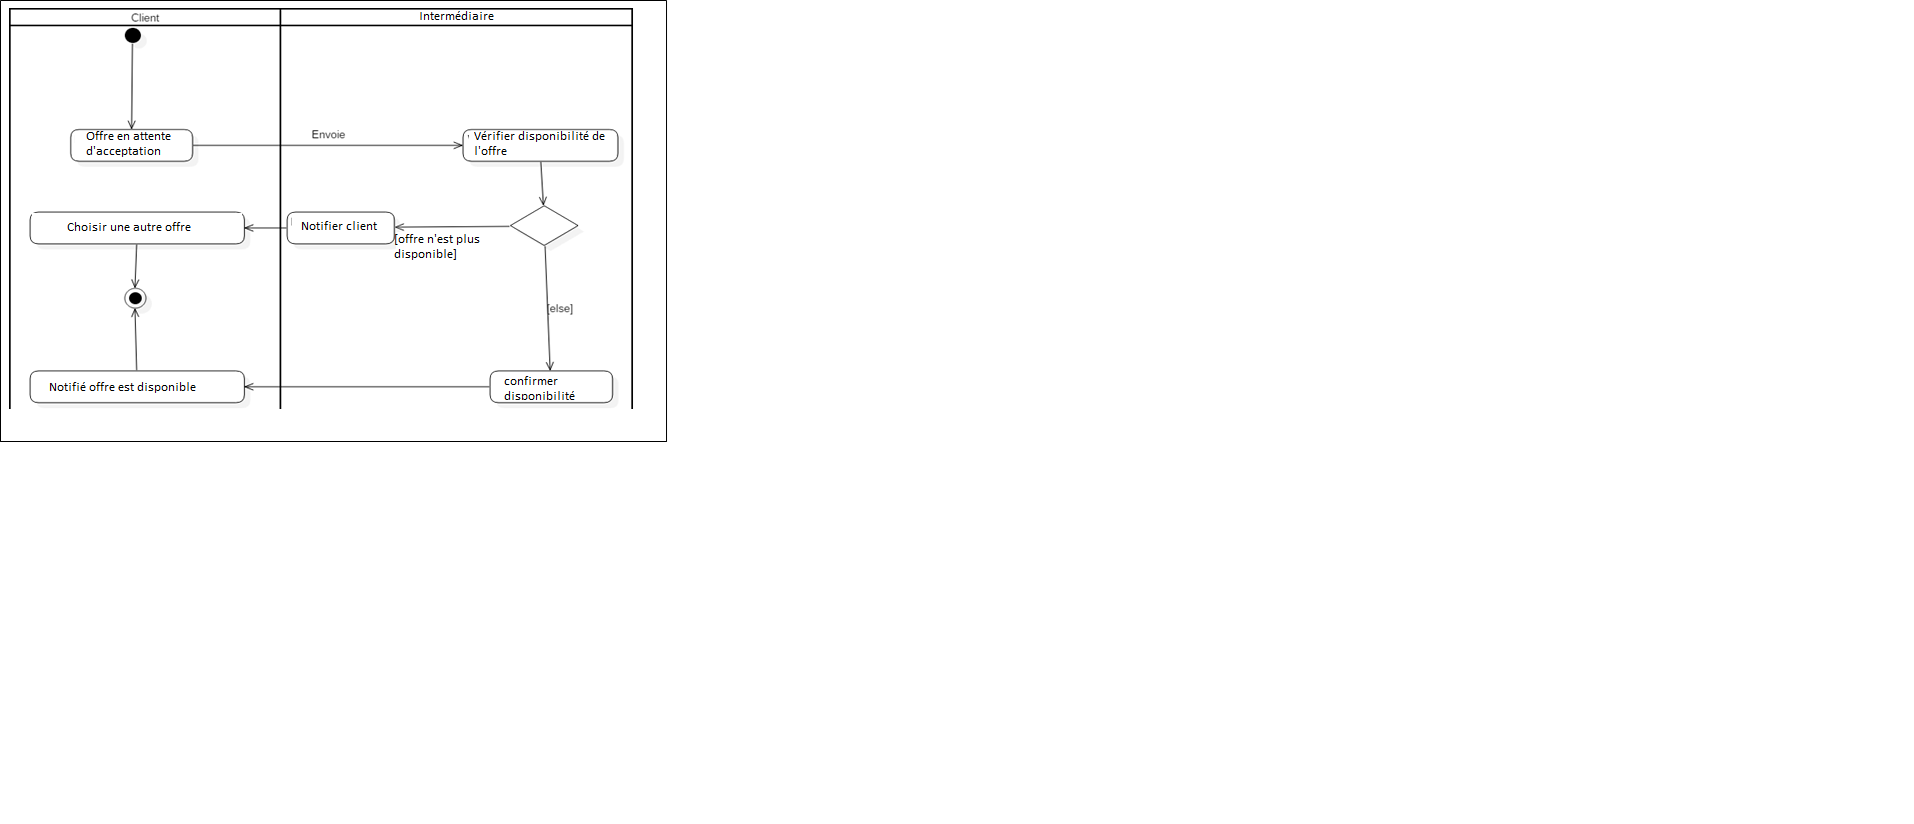 Client
Intermédiaire
Offre en attente
d'acceptation
Envoie
Vérifier disponibilité de
l'offre
Choisir une autre offre
Notifier client
[offre n'est plus
disponible]
[else]
Notifié offre est disponible
confirmer
disponibilité